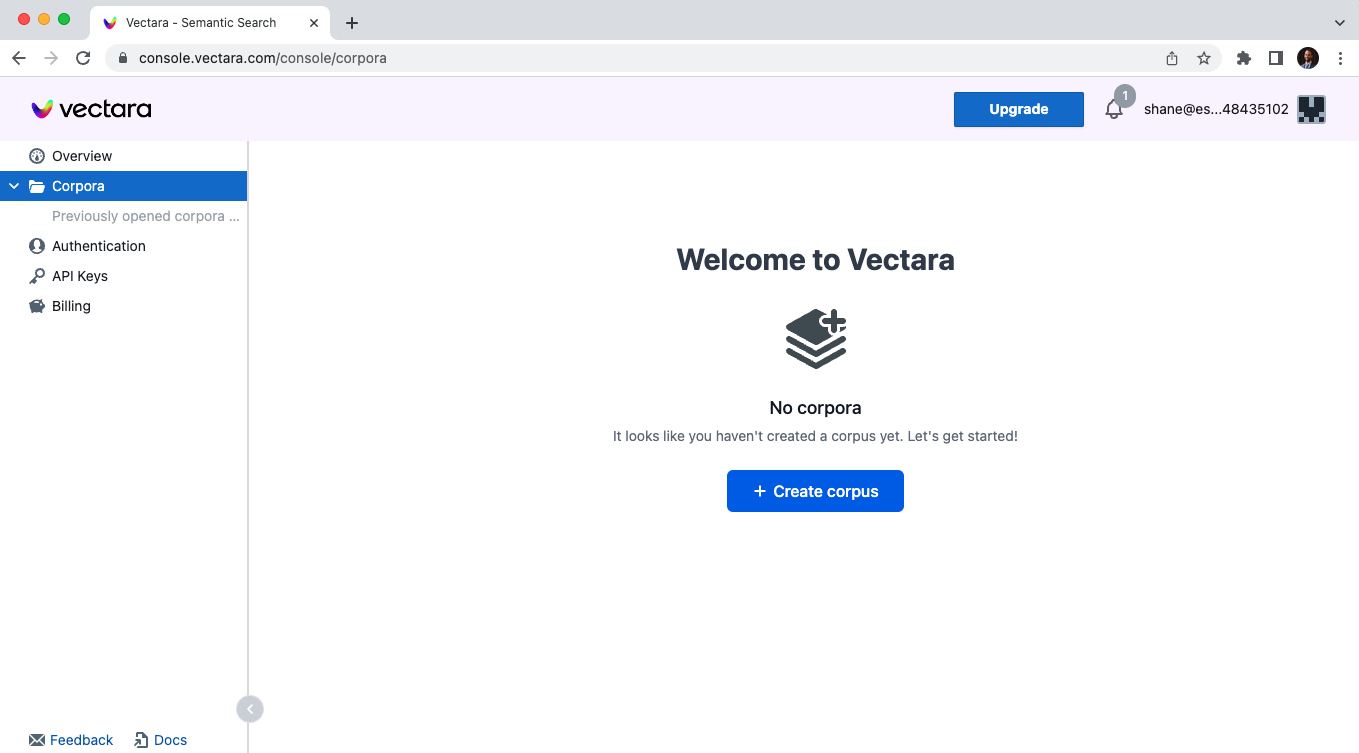 Vectara - Semantic Search
console.vectara.com/console/corpora
vectara
Upgrade
1
shane@es...48435102
Overview
Corpora
Previously opened corpora ...
Authentication
API Keys
Billing
Welcome to Vectara
No corpora
It looks like you haven't created a corpus yet. Let's get started!
+ Create corpus
Feedback
Docs